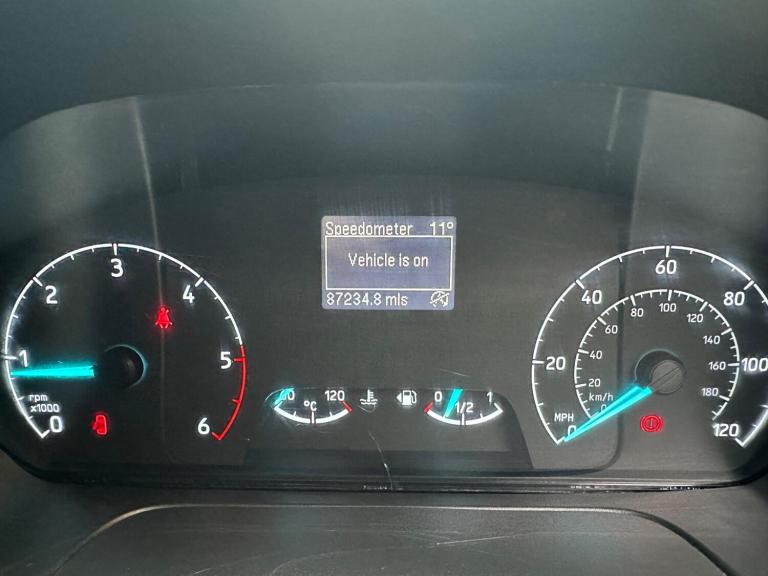 Speedometer 11°
Vehicle is on
87234.8 mls
0 1 2 3 4 5 6
rpm
x1000
120
°C
0 1/2 1
0 20 40 60 80 100 120
MPH
0 20 40 60 80 100 120 140 160 180
km/h